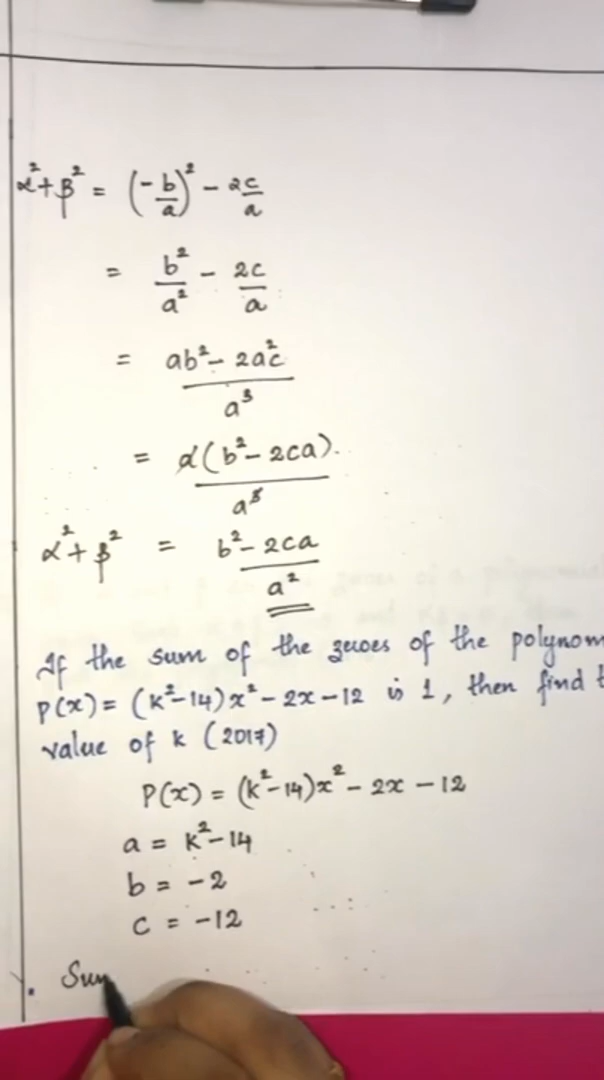 α² + β² = (-b/a)² - 2c/a
= b²/a² - 2c/a
= ab² - 2a²c / a³
= a(b² - 2ca). / a³
α² + β² = b² - 2ca / a²
If the sum of the zeroes of the polynom
P(x) = (k²-14)x² - 2x - 12 is 1, then find t
value of k (2017)
P(x) = (k²-14)x² - 2x - 12
a = k²-14
b = -2
c = -12
Sum